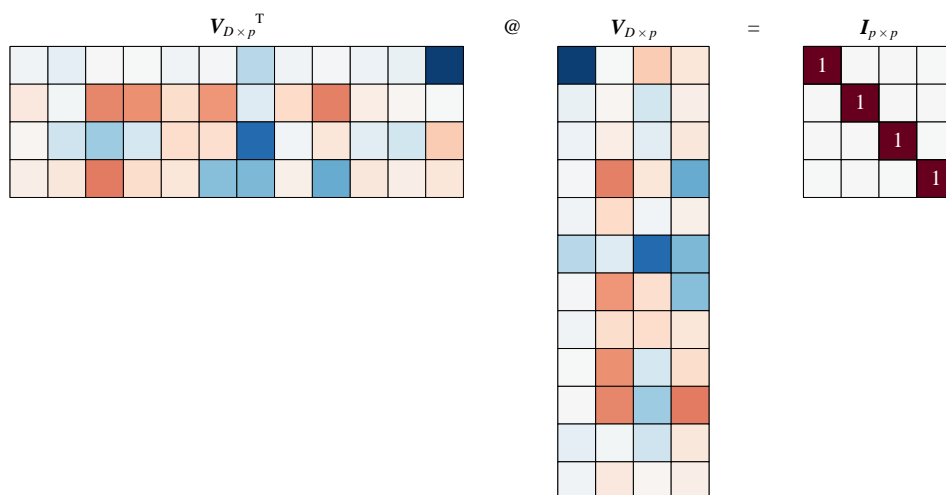 V_{D × p}^T @ V_{D × p} = I_{p × p}
1
1
1
1